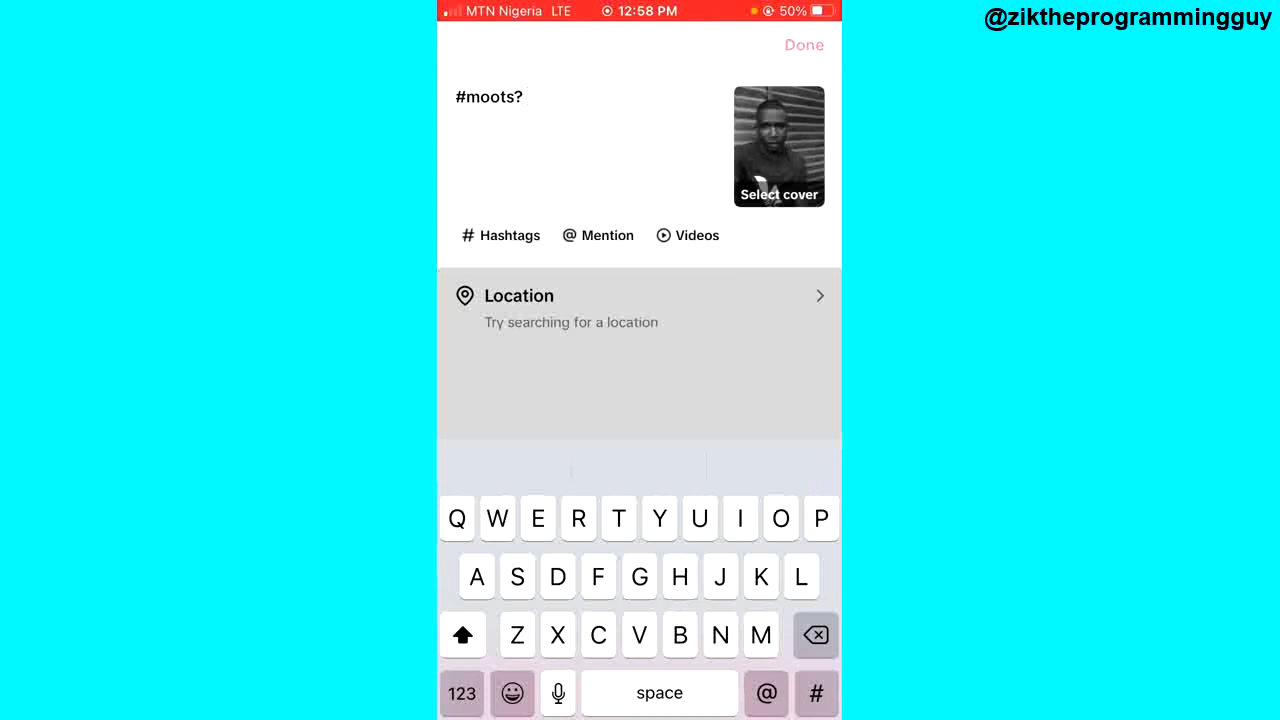 MTN Nigeria LTE 12:58 PM 50%
@ziktheprogrammingguy
Done
#moots?
Select cover
# Hashtags @ Mention Videos
Location
Try searching for a location
Q W E R T Y U I O P
A S D F G H J K L
Z X C V B N M
123 space @ #